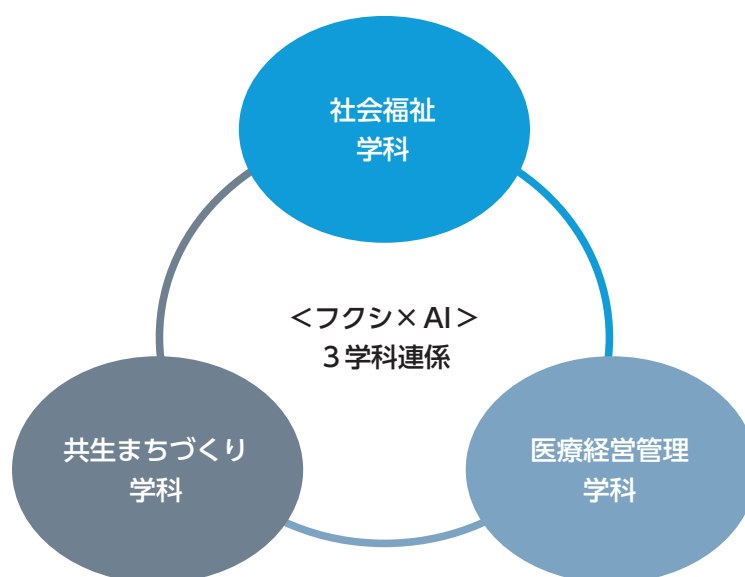 社会福祉
学科
＜フクシ×AI＞
３学科連係
共生まちづくり
学科
医療経営管理
学科